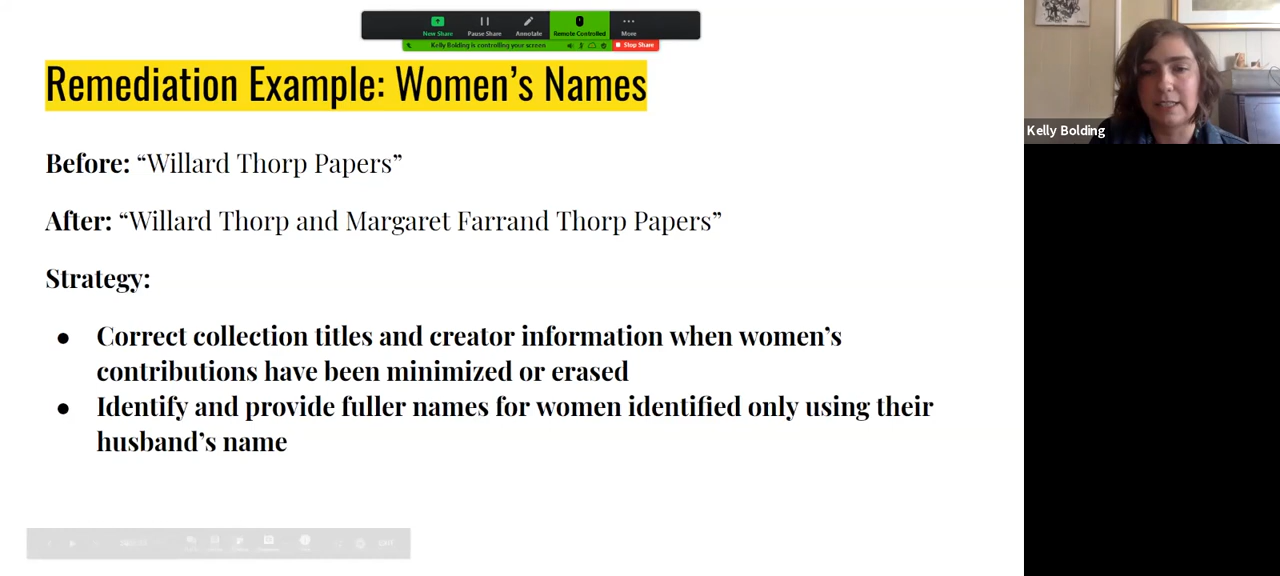 New Share
Pause Share
Annotate
Remote Controlled
More
Kelly Bolding is controlling your screen
Stop Share
Remediation Example: Women’s Names
Kelly Bolding
Before: “Willard Thorp Papers”
After: “Willard Thorp and Margaret Farrand Thorp Papers”
Strategy:
● Correct collection titles and creator information when women’s
contributions have been minimized or erased
● Identify and provide fuller names for women identified only using their
husband’s name
EXIT